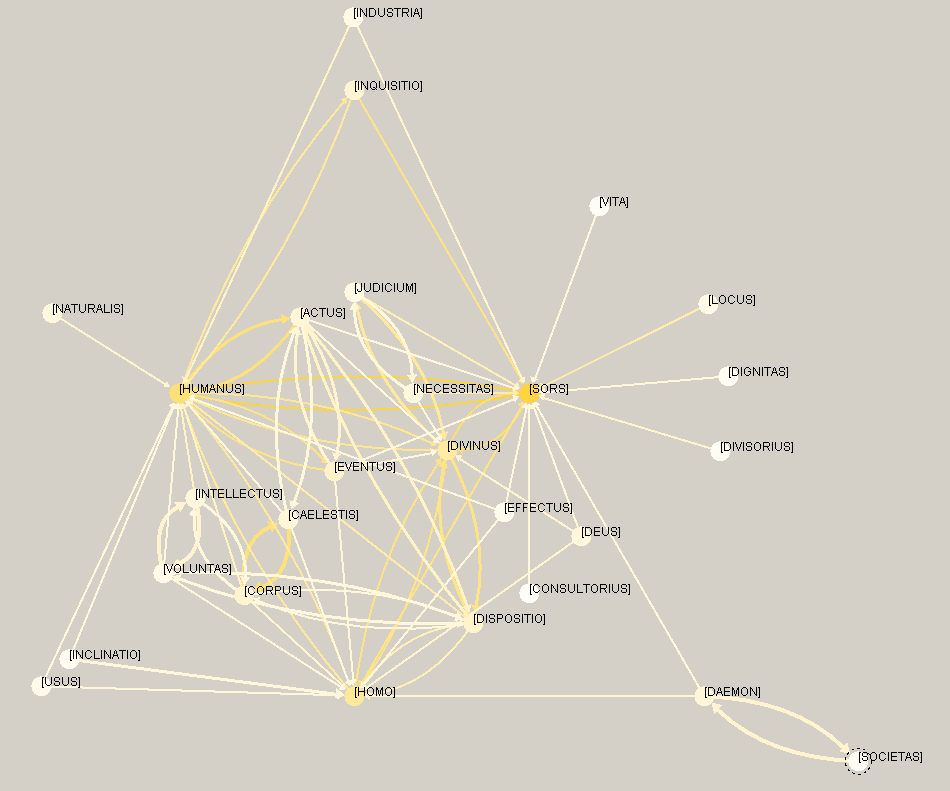 [INDUSTRIA]
[INQUISITIO]
[VITA]
[JUDICIUM]
[LOCUS]
[NATURALIS]
[ACTUS]
[DIGNITAS]
[HUMANUS]
[NECESSITAS]
[SORS]
[DIVINUS]
[DIVISORIUS]
[EVENTUS]
[INTELLECTUS]
[EFFECTUS]
[CAELESTIS]
[DEUS]
[VOLUNTAS]
[CORPUS]
[CONSULTORIUS]
[DISPOSITIO]
[INCLINATIO]
[USUS]
[HOMO]
[DAEMON]
[SOCIETAS]